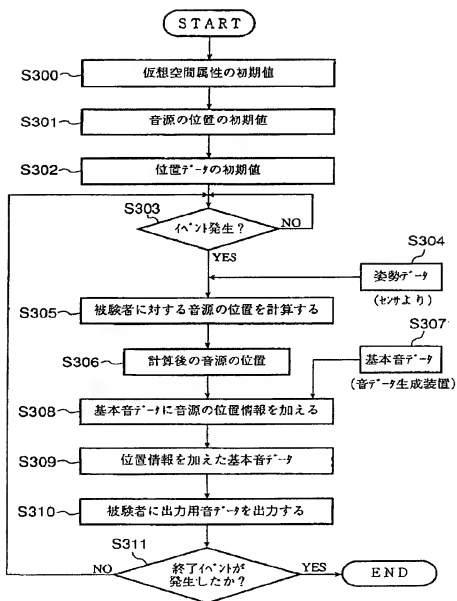 START
S300
仮想空間属性の初期値
S301
音源の位置の初期値
S302
位置データの初期値
S303
イベント発生?
NO
YES
S304
姿勢データ
(センサより)
S305
被験者に対する音源の位置を計算する
S306
計算後の音源の位置
S307
基本音データ
(音データ生成装置)
S308
基本音データに音源の位置情報を加える
S309
位置情報を加えた基本音データ
S310
被験者に出力用音データを出力する
S311
終了イベントが
発生したか?
NO
YES
END